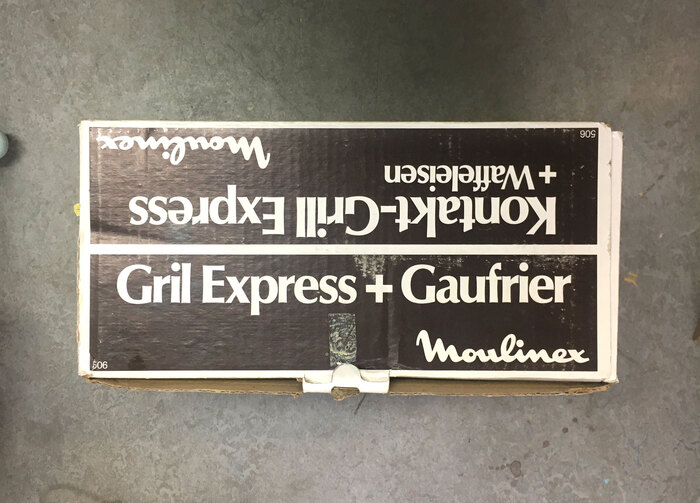 Moulinex
506
Kontakt-Grill Express
+ Waffeleisen
Gril Express + Gaufrier
Moulinex
506